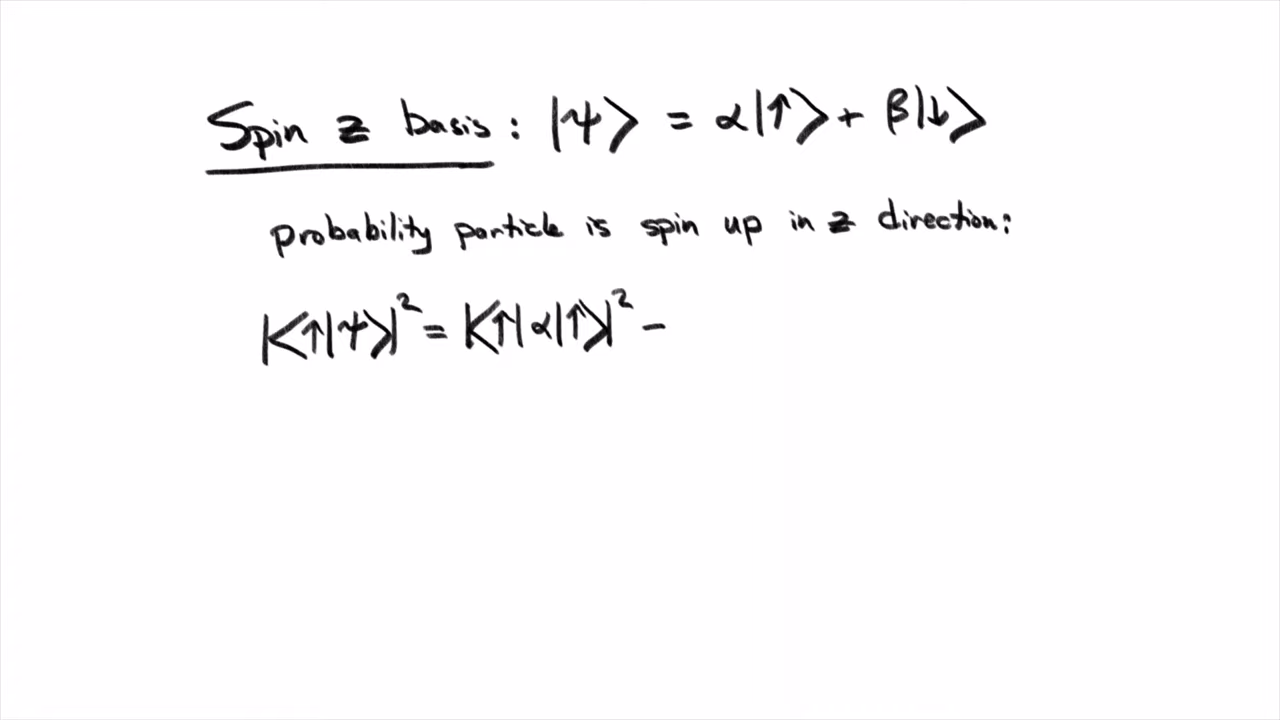 Spin z basis: |ψ> = α|↑> + β|↓>
probability particle is spin up in z direction:
|<↑|ψ>|² = |<↑|α|↑>|² –